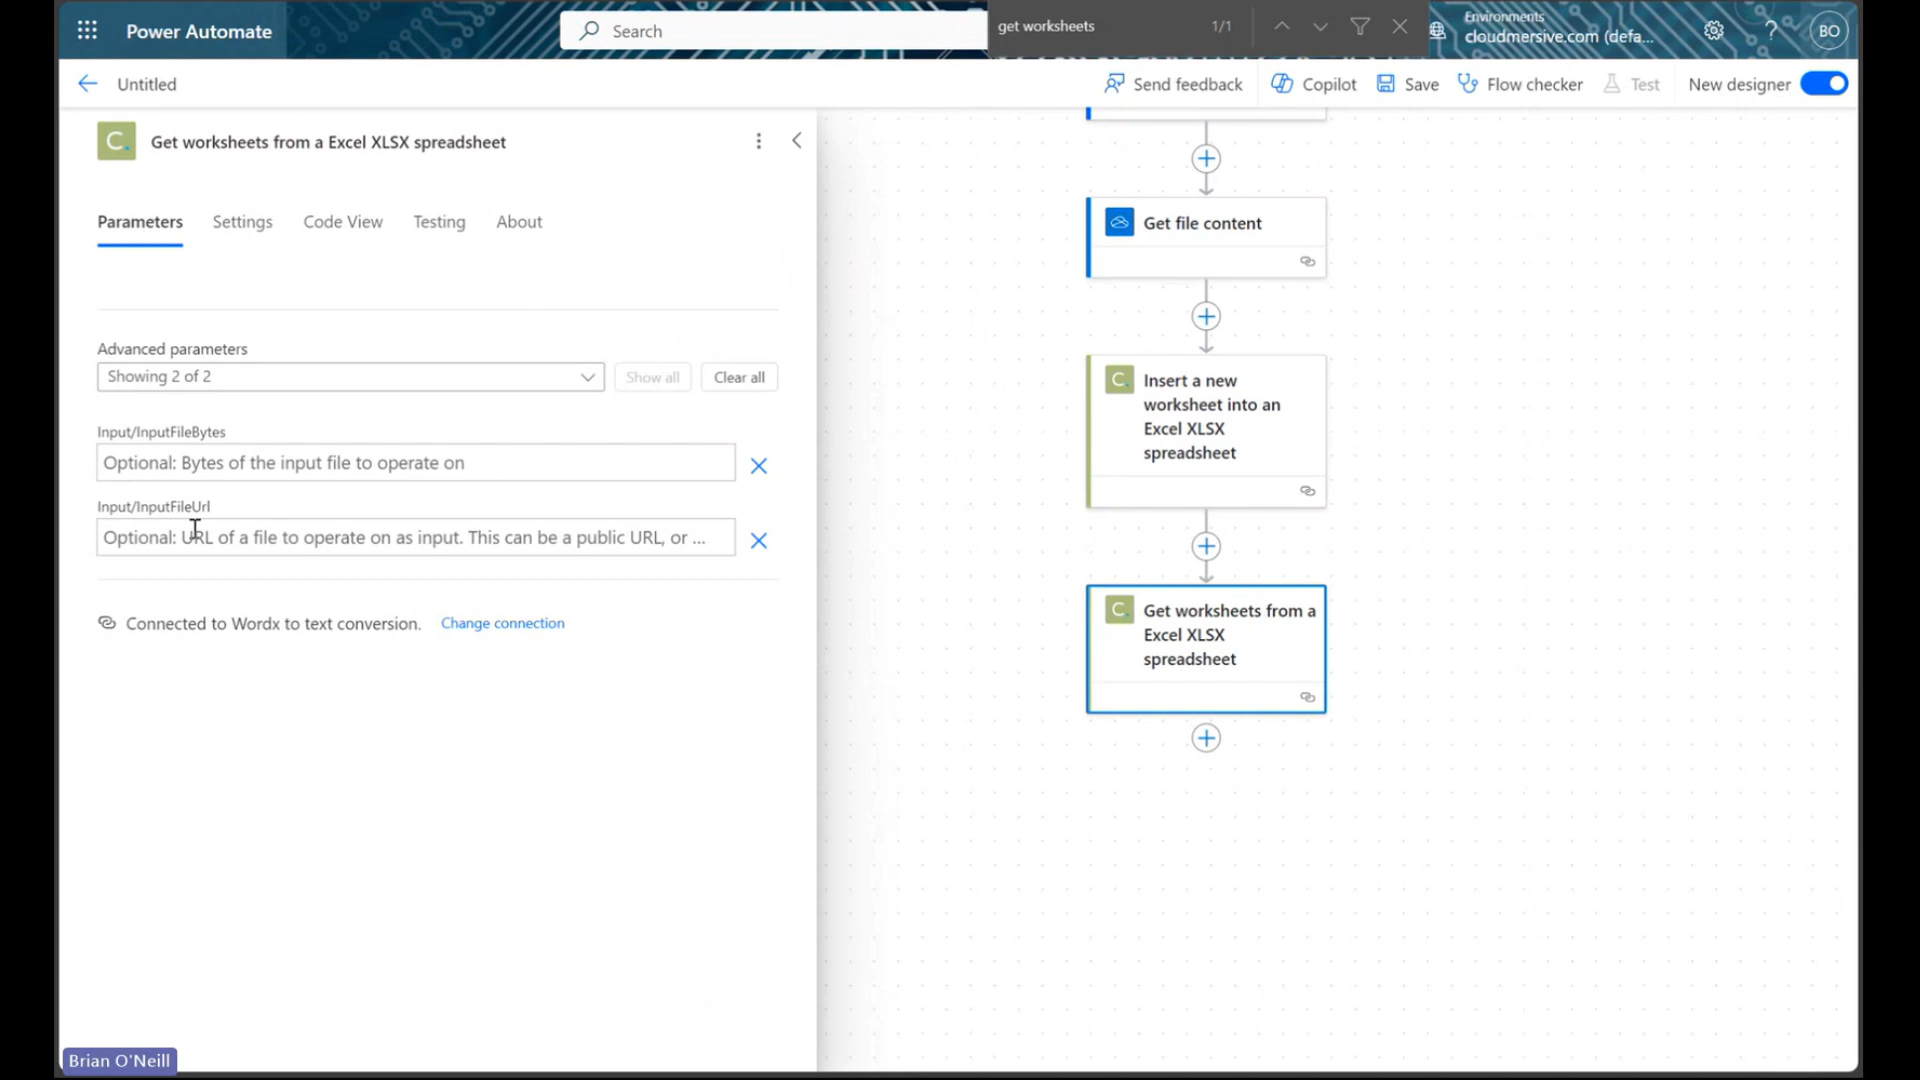 Power Automate
Search
get worksheets
1/1
Environments
cloudmersive.com (defa...
BO
Untitled
Send feedback
Copilot
Save
Flow checker
Test
New designer
C.
Get worksheets from a Excel XLSX spreadsheet
Parameters
Settings
Code View
Testing
About
Advanced parameters
Showing 2 of 2
Show all
Clear all
Input/InputFileBytes
Optional: Bytes of the input file to operate on
Input/InputFileUrl
Optional: URL of a file to operate on as input. This can be a public URL, or ...
Connected to Wordx to text conversion.
Change connection
Get file content
C.
Insert a new
worksheet into an
Excel XLSX
spreadsheet
C.
Get worksheets from a
Excel XLSX
spreadsheet
Brian O'Neill